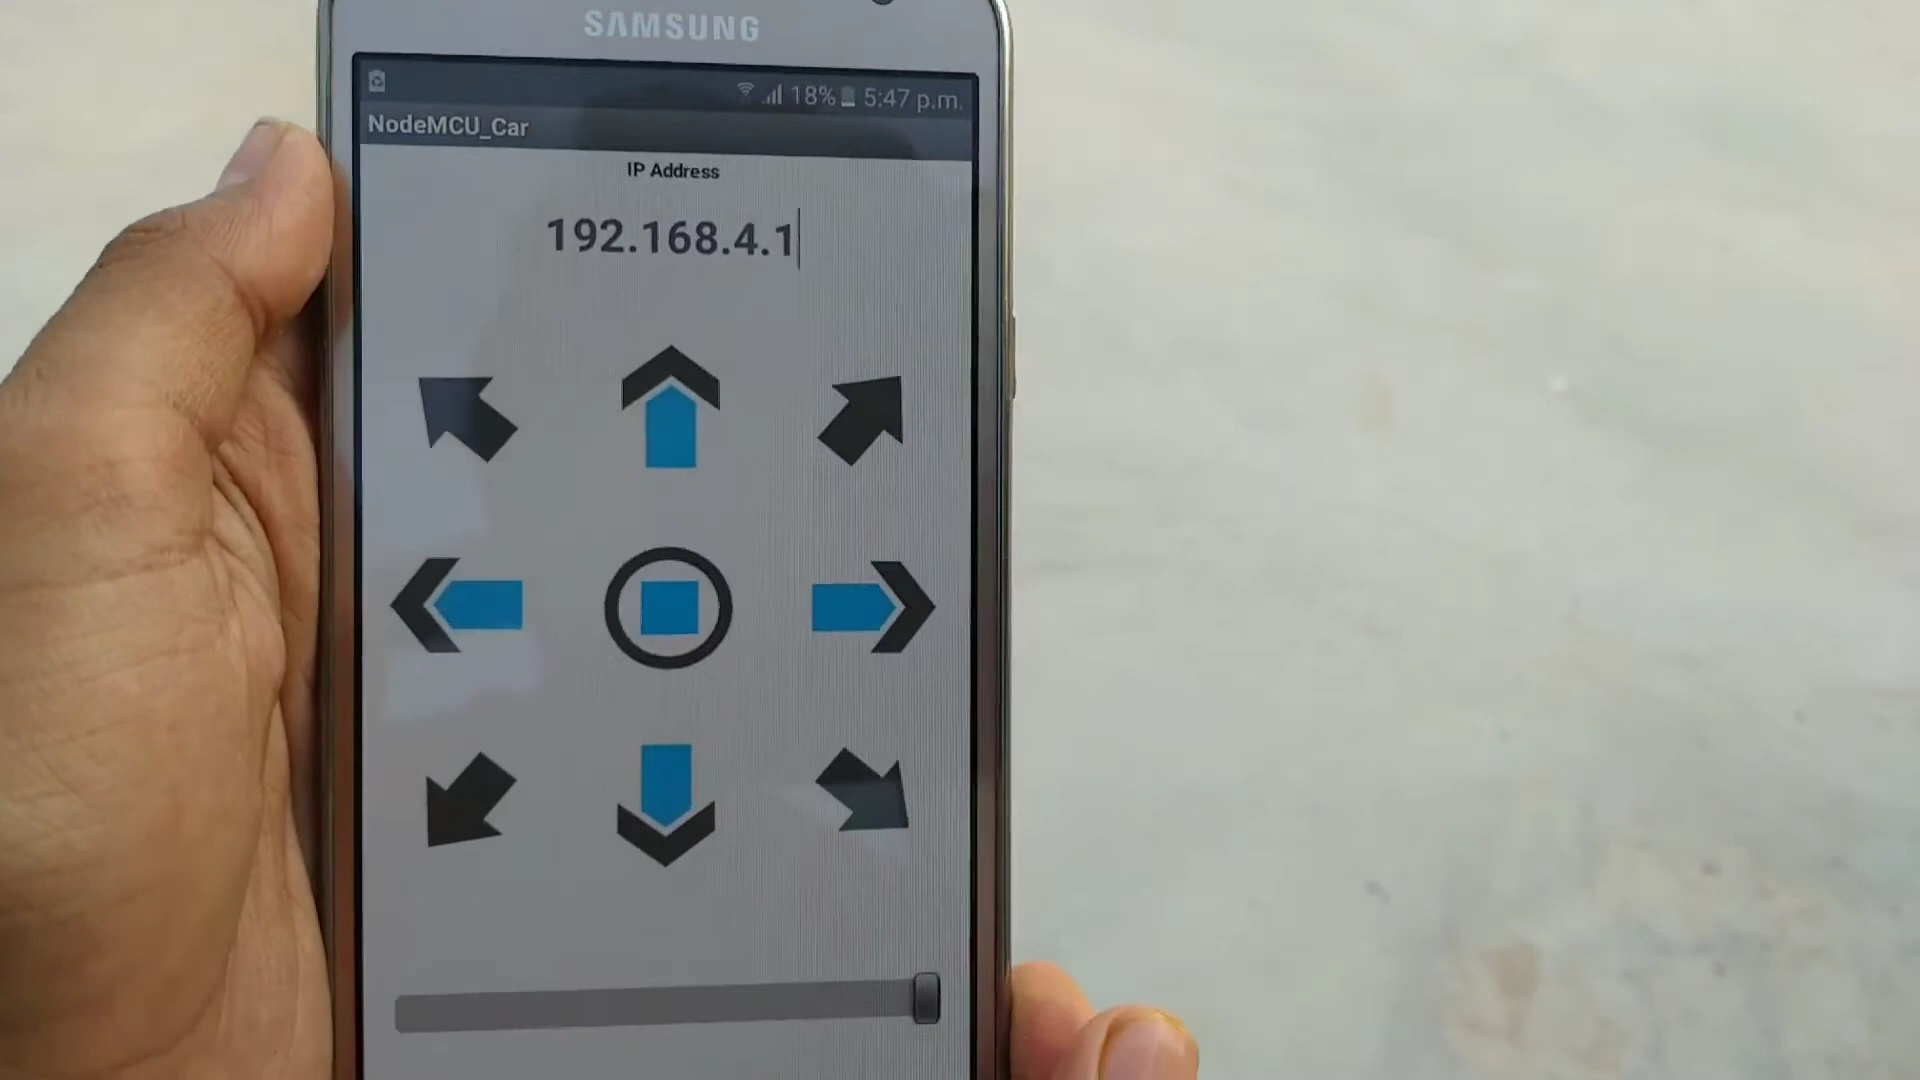 SAMSUNG
18% 5:47 p.m.
NodeMCU_Car
IP Address
192.168.4.1